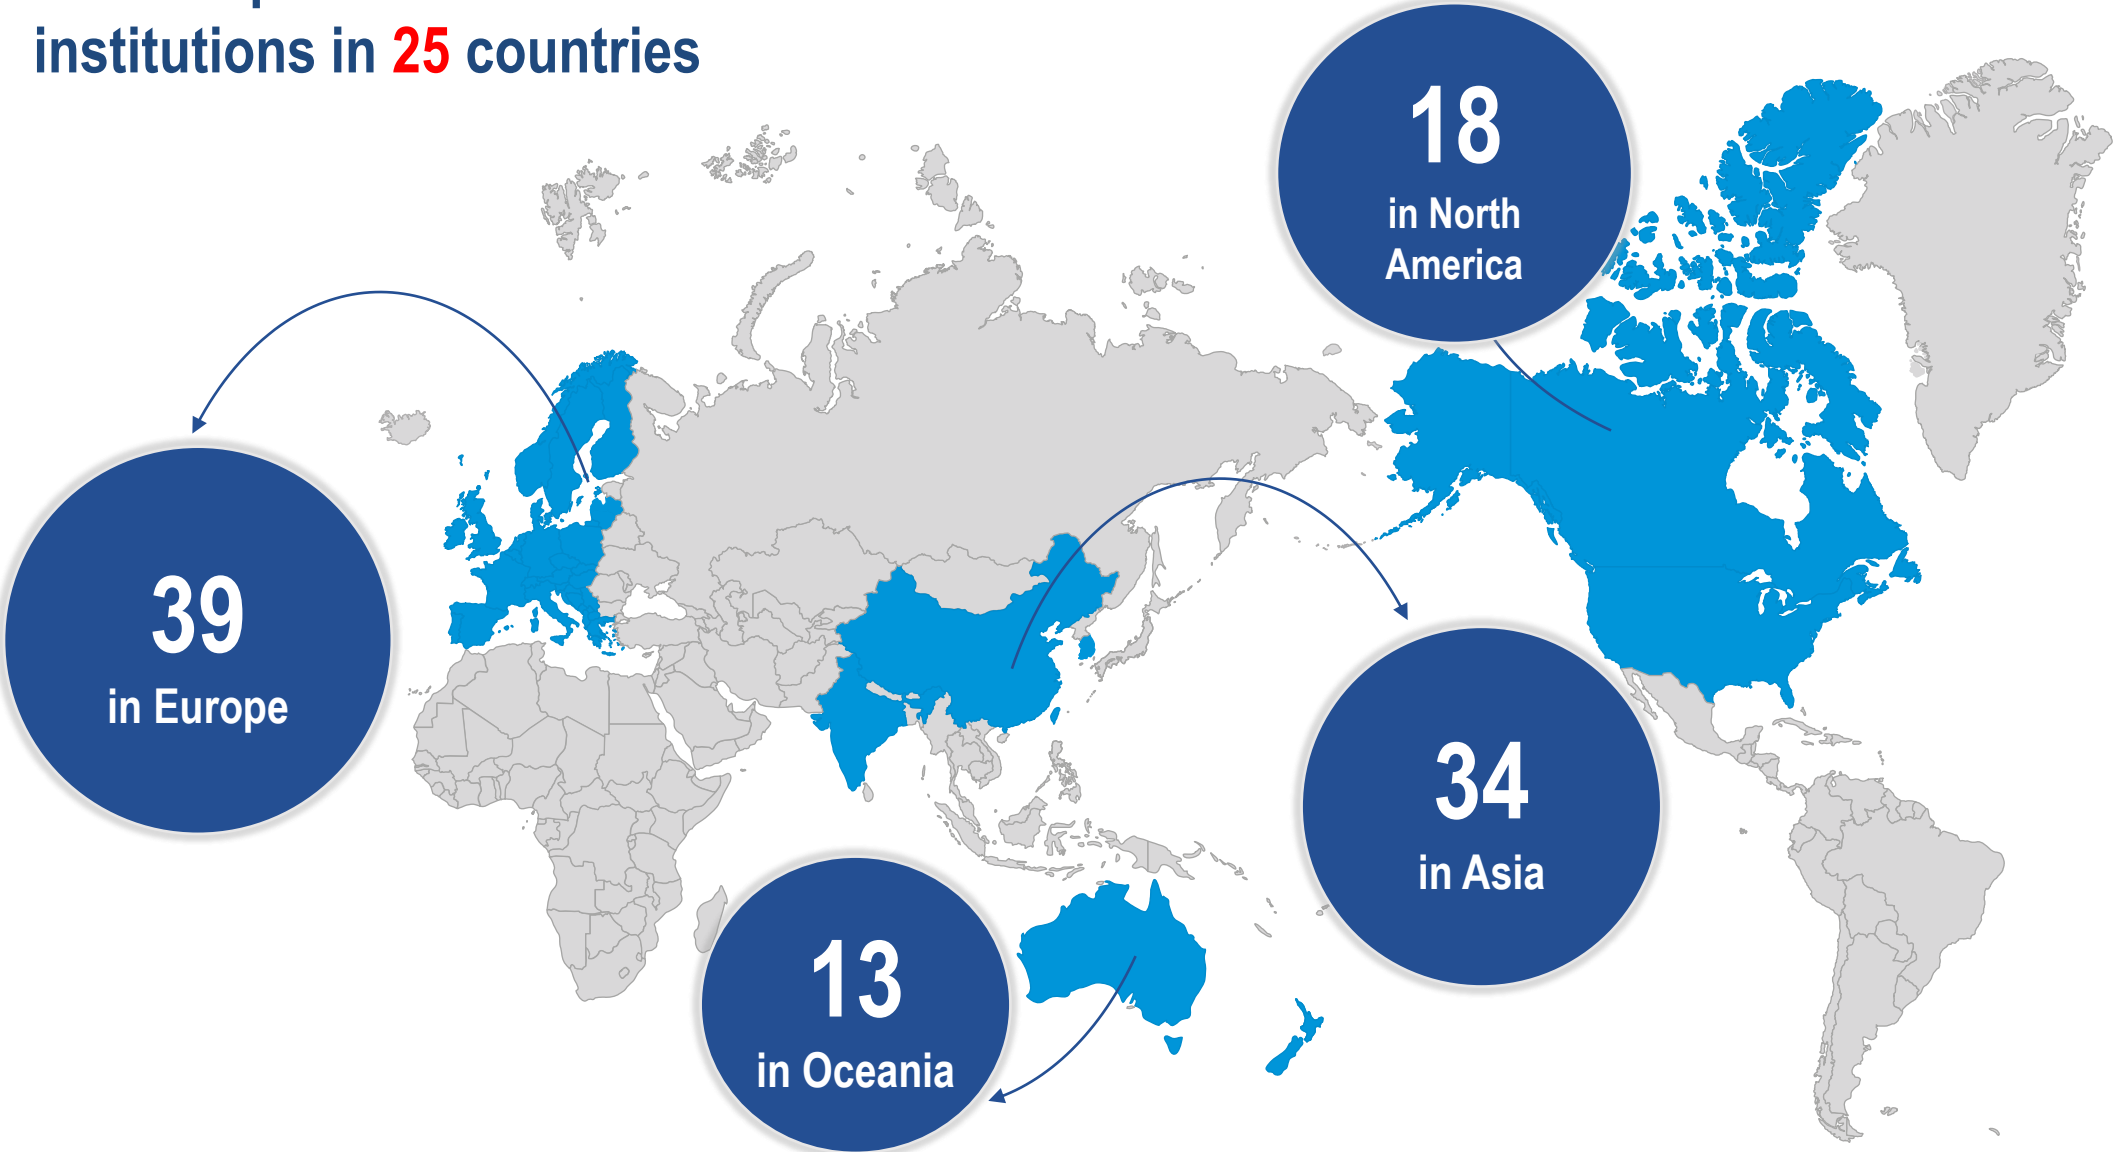 institutions in 25 countries
18
in North
America
39
in Europe
34
in Asia
13
in Oceania